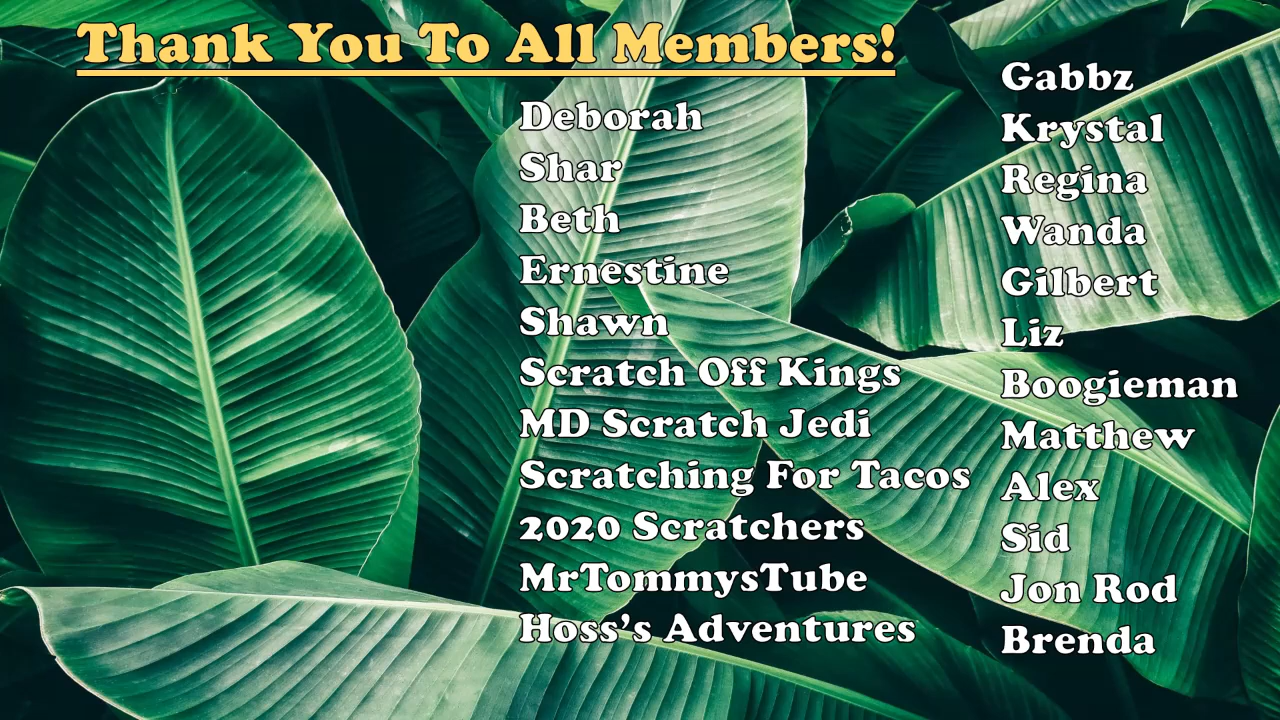 Thank You To All Members!
Deborah
Shar
Beth
Ernestine
Shawn
Scratch Off Kings
MD Scratch Jedi
Scratching For Tacos
2020 Scratchers
MrTommysTube
Hoss's Adventures
Gabbz
Krystal
Regina
Wanda
Gilbert
Liz
Boogieman
Matthew
Alex
Sid
Jon Rod
Brenda